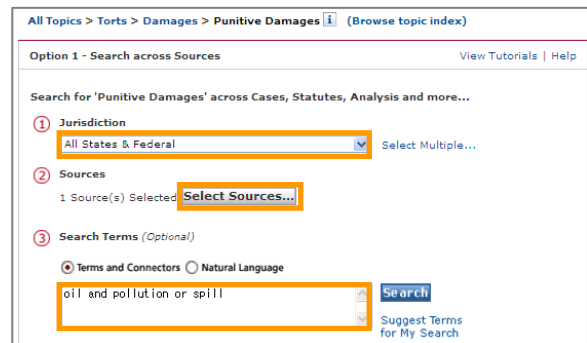 All Topics > Torts > Damages > Punitive Damages i (Browse topic index)
Option 1 - Search across Sources View Tutorials | Help
Search for 'Punitive Damages' across Cases, Statutes, Analysis and more...
1 Jurisdiction
All States & Federal Select Multiple...
2 Sources
1 Source(s) Selected Select Sources...
3 Search Terms (Optional)
Terms and Connectors Natural Language
oil and pollution or spill Search
Suggest Terms
for My Search